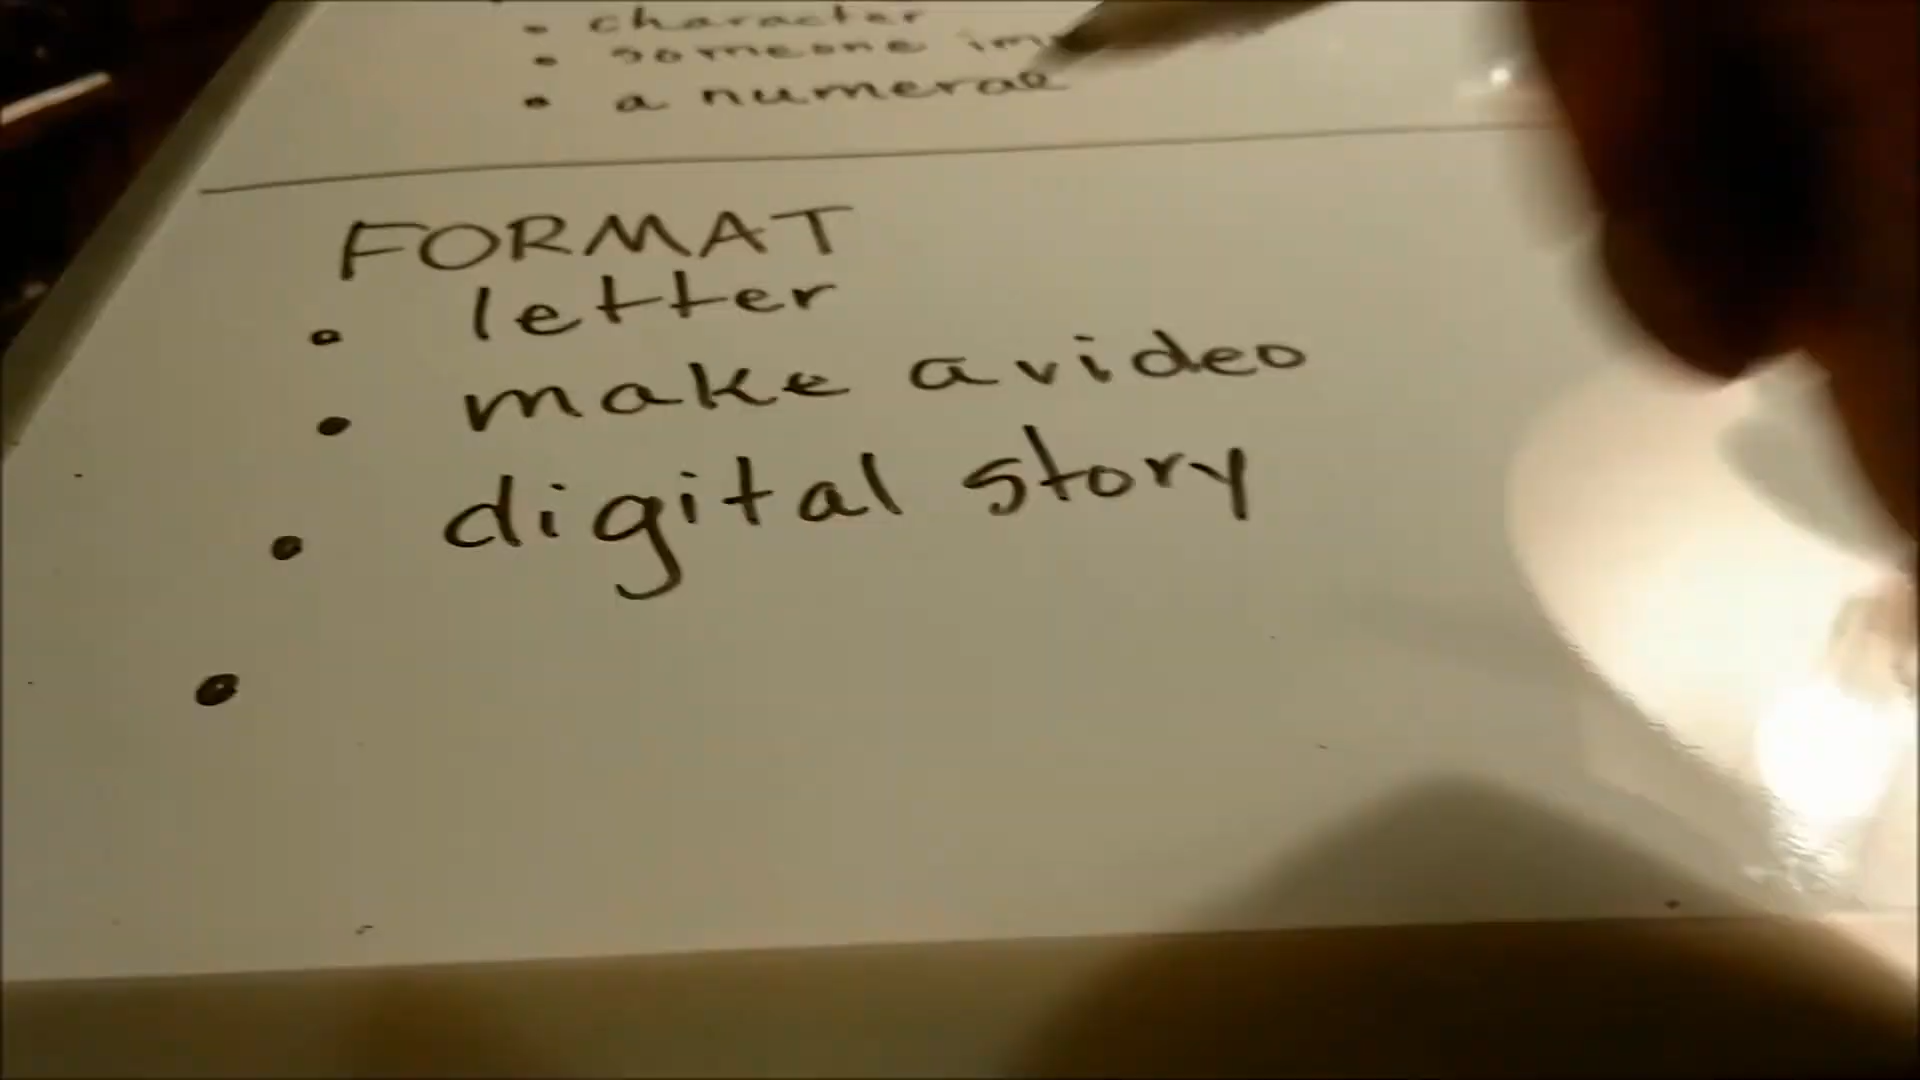 • character
• someone
• a numeral
FORMAT
• letter
• make a video
• digital story
•